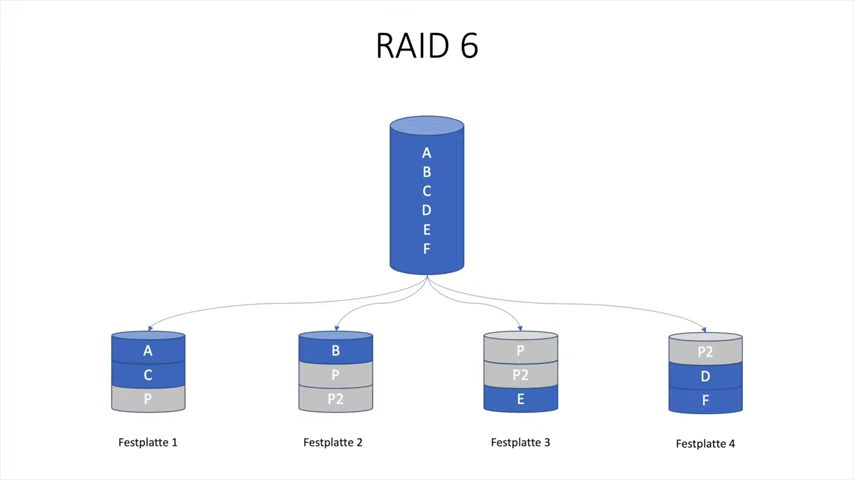 RAID 6
A
B
C
D
E
F
A
C
P
B
P
P2
P
P2
E
P2
D
F
Festplatte 1
Festplatte 2
Festplatte 3
Festplatte 4